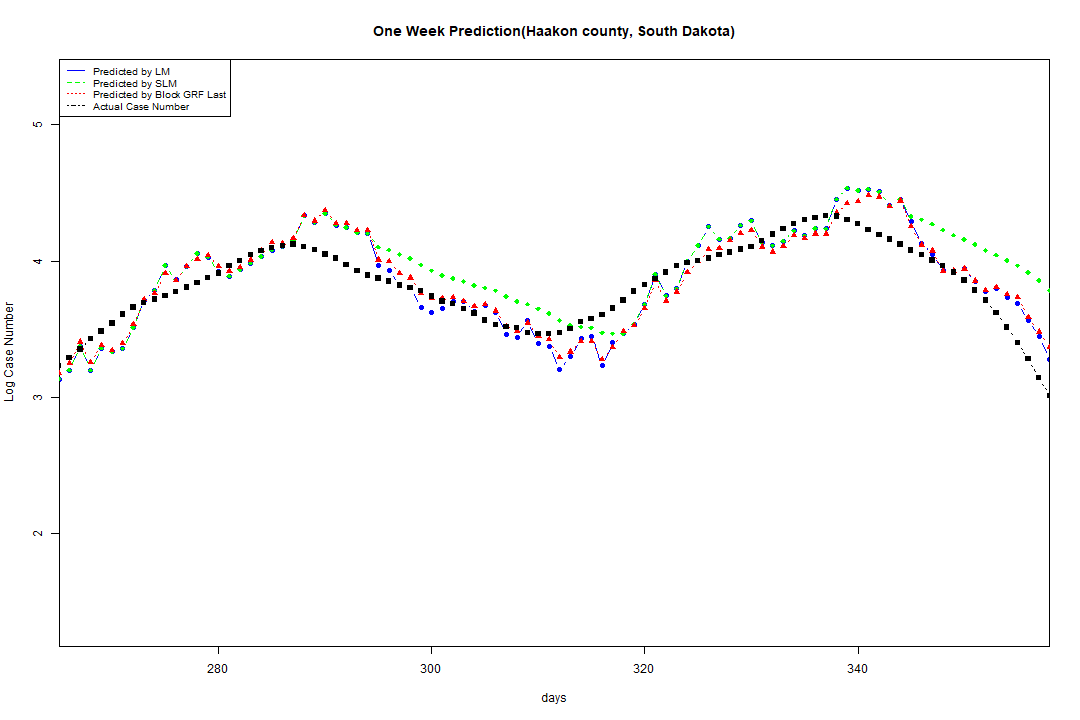 One Week Prediction(Haakon county, South Dakota)
Predicted by LM
Predicted by SLM
Predicted by Block GRF Last
Actual Case Number
5
4
3
2
Log Case Number
280
300
320
340
days